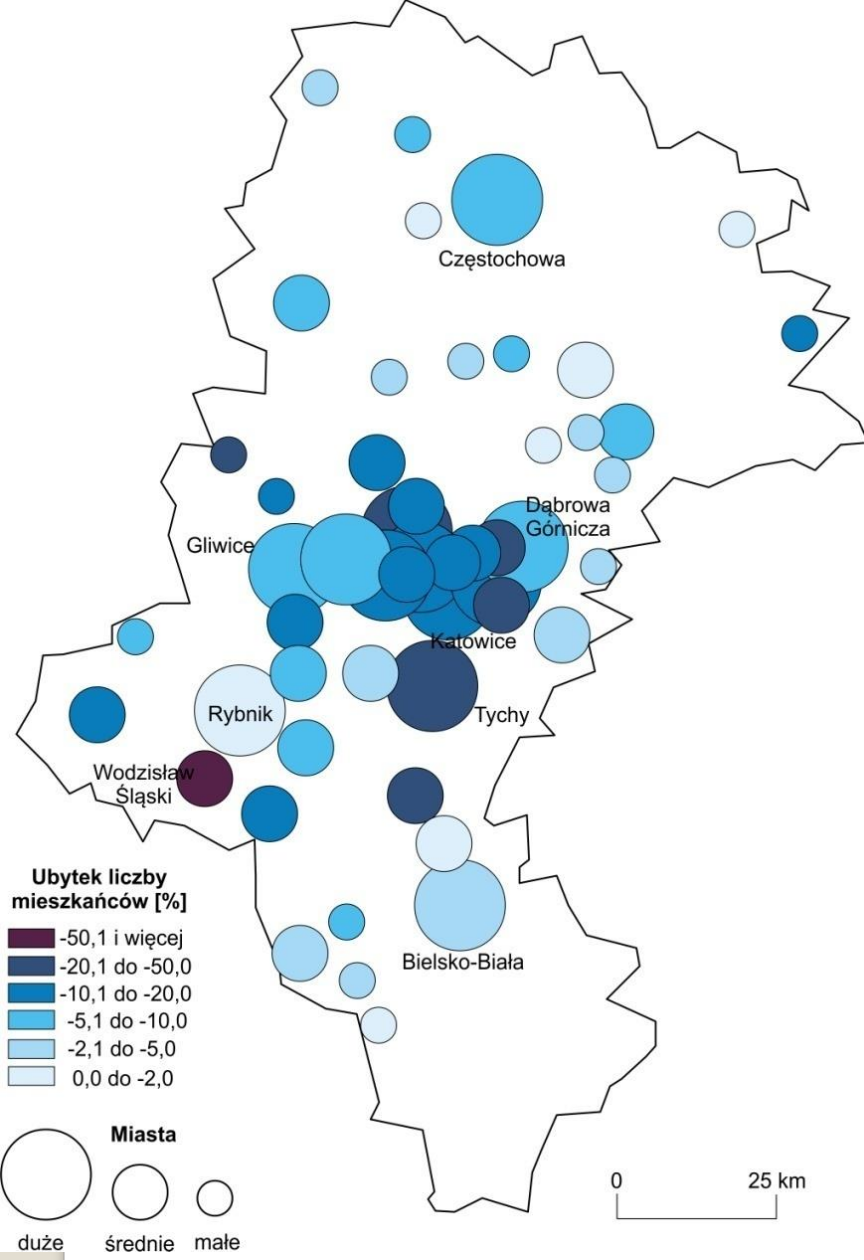 Częstochowa
Dąbrowa
Górnicza
Gliwice
Katowice
Rybnik
Tychy
Wodzisław
Śląski
Bielsko-Biała
Ubytek liczby
mieszkańców [%]
-50,1 i więcej
-20,1 do -50,0
-10,1 do -20,0
-5,1 do -10,0
-2,1 do -5,0
0,0 do -2,0
Miasta
duże
średnie
małe
0
25 km